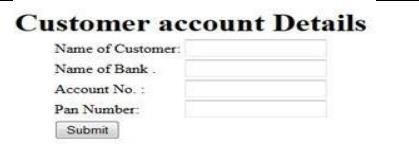 Customer account Details
Name of Customer:
Name of Bank .
Account No. :
Pan Number:
Submit